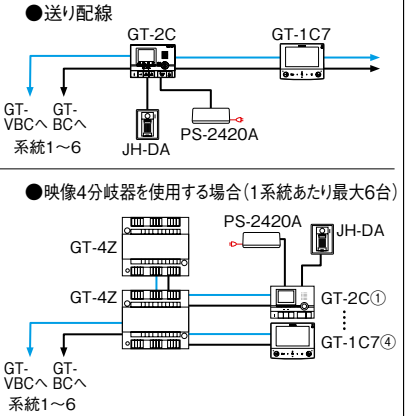 ●送り配線
GT-2C
GT-1C7
GT-
VBCへ
GT-
BCへ
系統1～6
JH-DA
PS-2420A
●映像4分岐器を使用する場合（1系統あたり最大6台）
GT-4Z
PS-2420A
JH-DA
GT-4Z
GT-2C①
GT-1C7④
GT-
VBCへ
GT-
BCへ
系統1～6